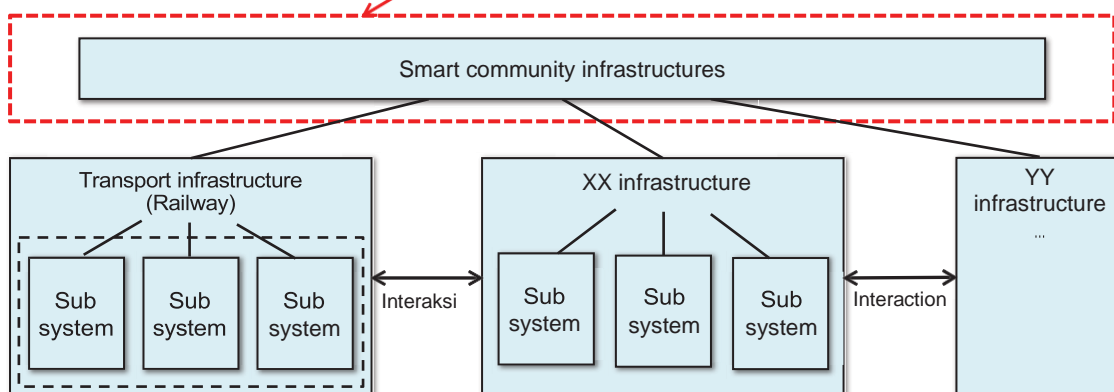 Smart community infrastructures
Transport infrastructure
(Railway)
Sub
system
Sub
system
Sub
system
Interaksi
XX infrastructure
Sub
system
Sub
system
Sub
system
Interaction
YY
infrastructure
...